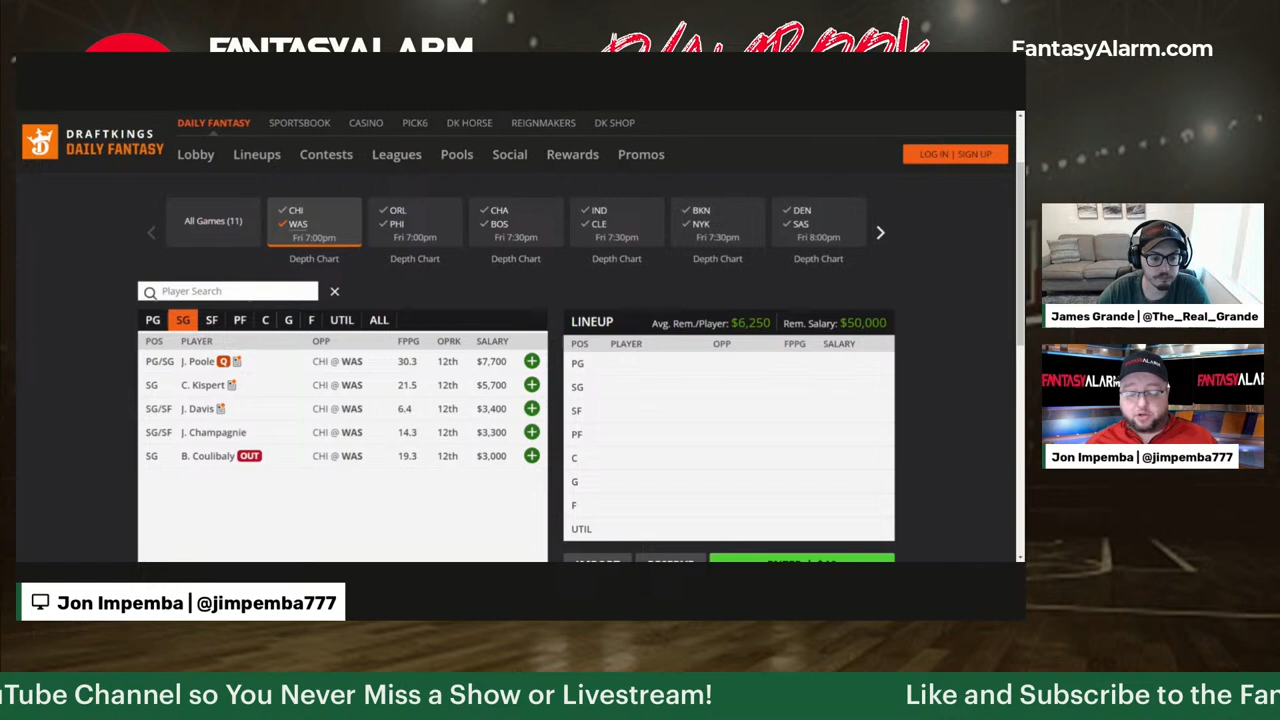 FANTASYALARM
FantasyAlarm.com
DRAFTKINGS
DAILY FANTASY
DAILY FANTASY SPORTSBOOK CASINO PICK6 DK HORSE REIGNMAKERS DK SHOP
Lobby Lineups Contests Leagues Pools Social Rewards Promos
LOG IN | SIGN UP
All Games (11)
CHI
WAS
Fri 7:00pm
Depth Chart
ORL
PHI
Fri 7:00pm
Depth Chart
CHA
BOS
Fri 7:30pm
Depth Chart
IND
CLE
Fri 7:30pm
Depth Chart
BKN
NYK
Fri 7:30pm
Depth Chart
DEN
SAS
Fri 8:00pm
Depth Chart
Player Search
PG SG SF PF C G F UTIL ALL
POS PLAYER OPP FPPG OPRK SALARY
PG/SG J. Poole Q CHI @ WAS 30.3 12th $7,700
SG C. Kispert CHI @ WAS 21.5 12th $5,700
SG/SF J. Davis CHI @ WAS 6.4 12th $3,400
SG/SF J. Champagnie CHI @ WAS 14.3 12th $3,300
SG B. Coulibaly OUT CHI @ WAS 19.3 12th $3,000
LINEUP Avg. Rem./Player: $6,250 Rem. Salary: $50,000
POS PLAYER OPP FPPG SALARY
PG
SG
SF
PF
C
G
F
UTIL
James Grande | @The_Real_Grande
FANTASYALARM
Jon Impemba | @jimpemba777
Jon Impemba | @jimpemba777
uTube Channel so You Never Miss a Show or Livestream!
Like and Subscribe to the Fan